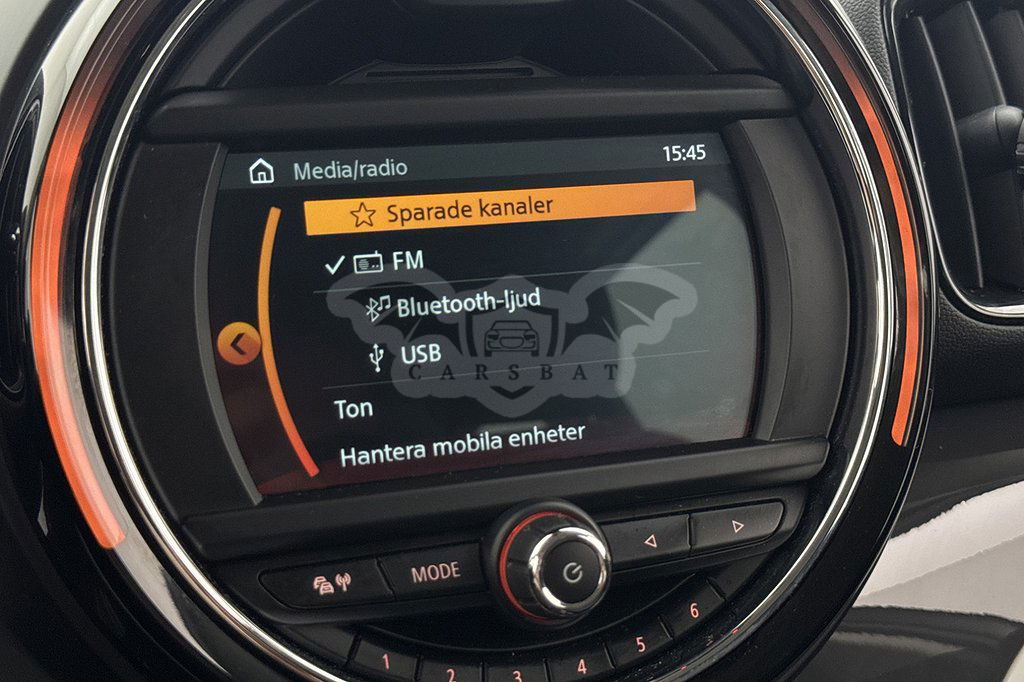 Media/radio 15:45
Sparade kanaler
FM
Bluetooth-ljud
USB
CARSBAT
Ton
Hantera mobila enheter
MODE
1 2 3 4 5 6